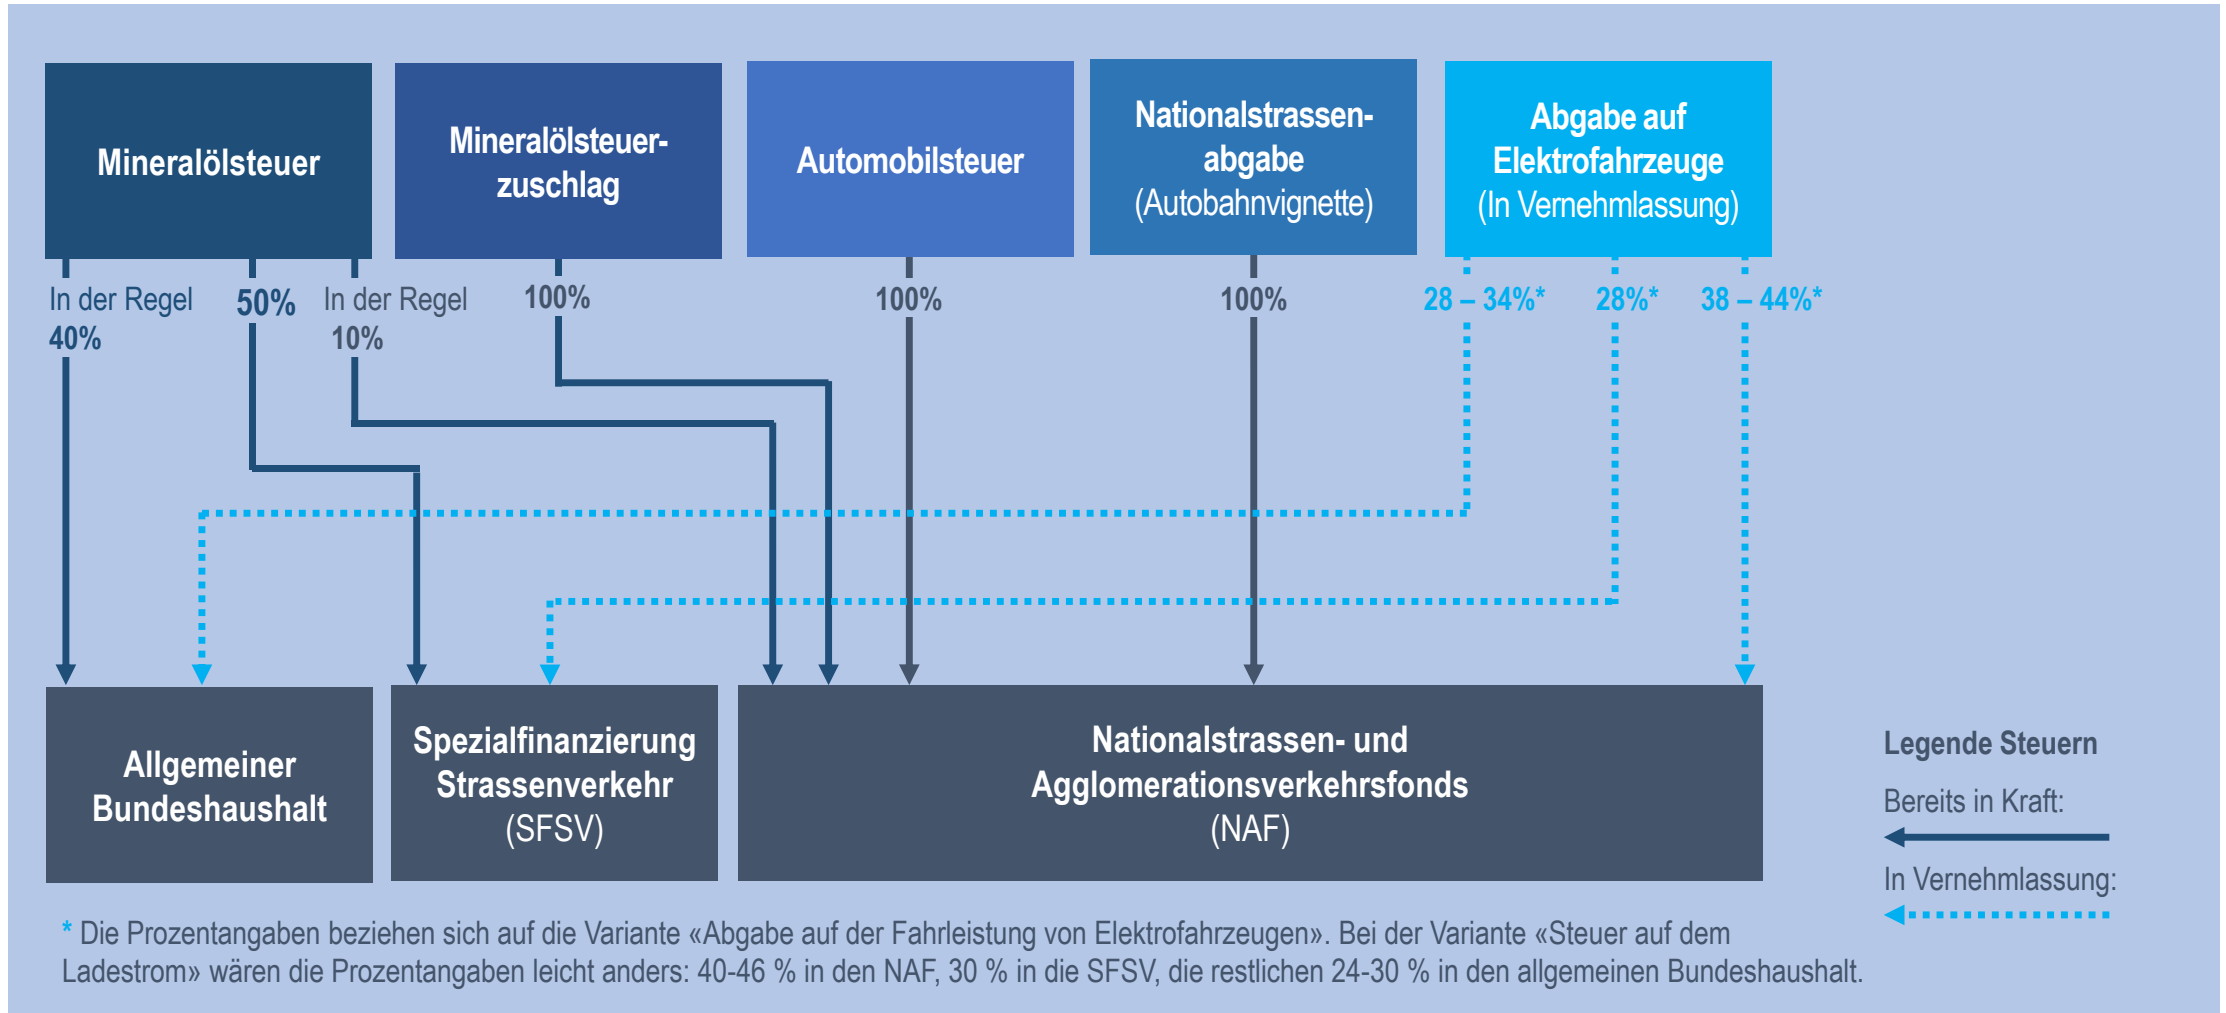 Mineralölsteuer
Mineralölsteuer-
zuschlag
Automobilsteuer
Nationalstrassen-
abgabe
(Autobahnvignette)
Abgabe auf
Elektrofahrzeuge
(In Vernehmlassung)
In der Regel
40%
50%
In der Regel
10%
100%
100%
100%
28 – 34%*
28%*
38 – 44%*
Allgemeiner
Bundeshaushalt
Spezialfinanzierung
Strassenverkehr
(SFSV)
Nationalstrassen- und
Agglomerationsverkehrsfonds
(NAF)
Legende Steuern
Bereits in Kraft:
In Vernehmlassung:
* Die Prozentangaben beziehen sich auf die Variante «Abgabe auf der Fahrleistung von Elektrofahrzeugen». Bei der Variante «Steuer auf dem
Ladestrom» wären die Prozentangaben leicht anders: 40-46 % in den NAF, 30 % in die SFSV, die restlichen 24-30 % in den allgemeinen Bundeshaushalt.